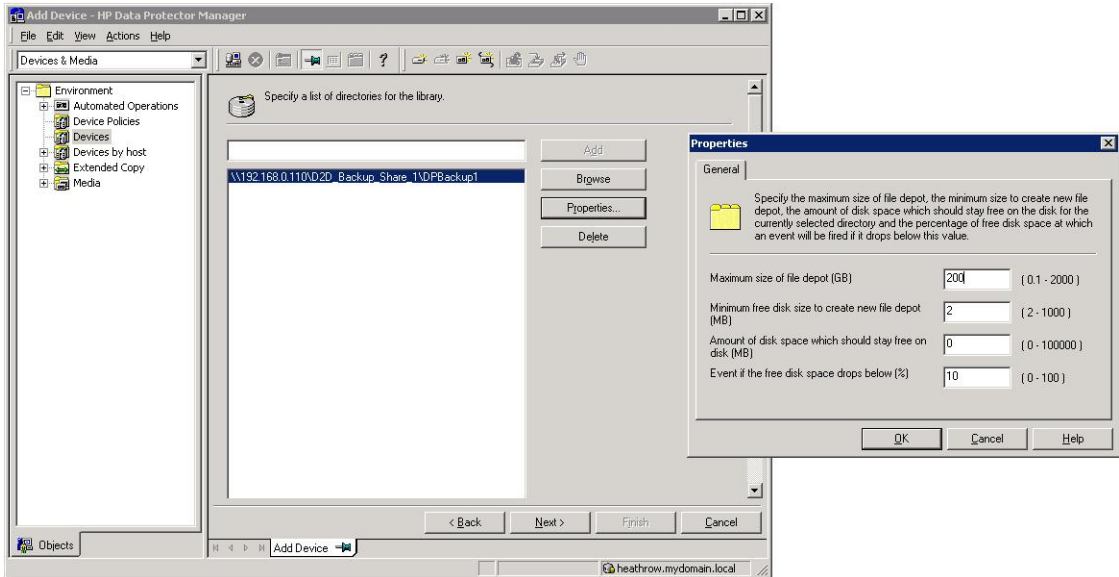 Add Device - HP Data Protector Manager
File Edit View Actions Help
Devices & Media
Environment
Automated Operations
Device Policies
Devices
Devices by host
Extended Copy
Media
Objects
Specify a list of directories for the library.
Add
\\192.168.0.110\D2D_Backup_Share_1\DPBackup1
Browse
Properties...
Delete
< Back
Next >
Finish
Cancel
Add Device
heathrow.mydomain.local
Properties
General
Specify the maximum size of file depot, the minimum size to create new file
depot, the amount of disk space which should stay free on the disk for the
currently selected directory and the percentage of free disk space at which
an event will be fired if it drops below this value.
Maximum size of file depot (GB)
200
( 0.1 - 2000 )
Minimum free disk size to create new file depot
(MB)
2
( 2 - 1000 )
Amount of disk space which should stay free on
disk (MB)
0
( 0 - 100000 )
Event if the free disk space drops below (%)
10
( 0 - 100 )
OK
Cancel
Help